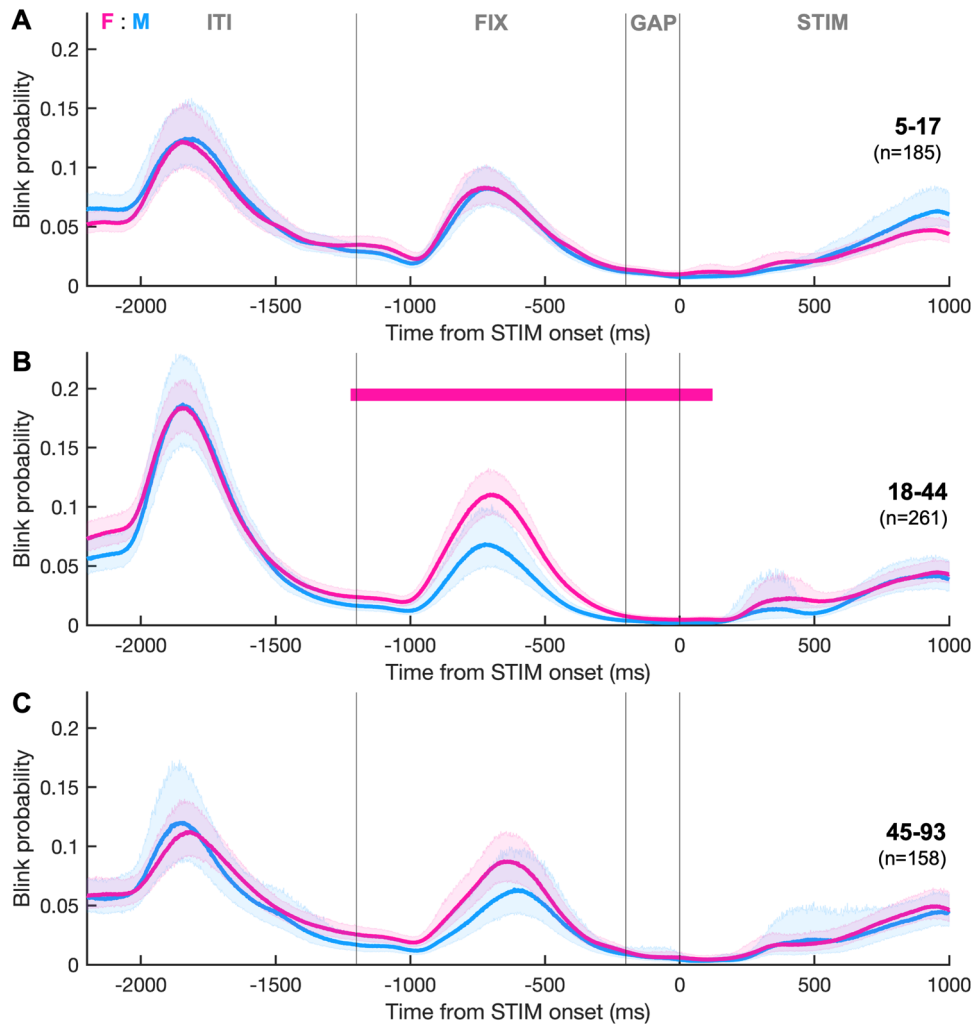 A F : M ITI FIX GAP STIM
0.2
0.15
0.1
0.05
0
Blink probability
5-17
(n=185)
-2000 -1500 -1000 -500 0 500 1000
Time from STIM onset (ms)
B
0.2
0.15
0.1
0.05
0
Blink probability
18-44
(n=261)
-2000 -1500 -1000 -500 0 500 1000
Time from STIM onset (ms)
C
0.2
0.15
0.1
0.05
0
Blink probability
45-93
(n=158)
-2000 -1500 -1000 -500 0 500 1000
Time from STIM onset (ms)